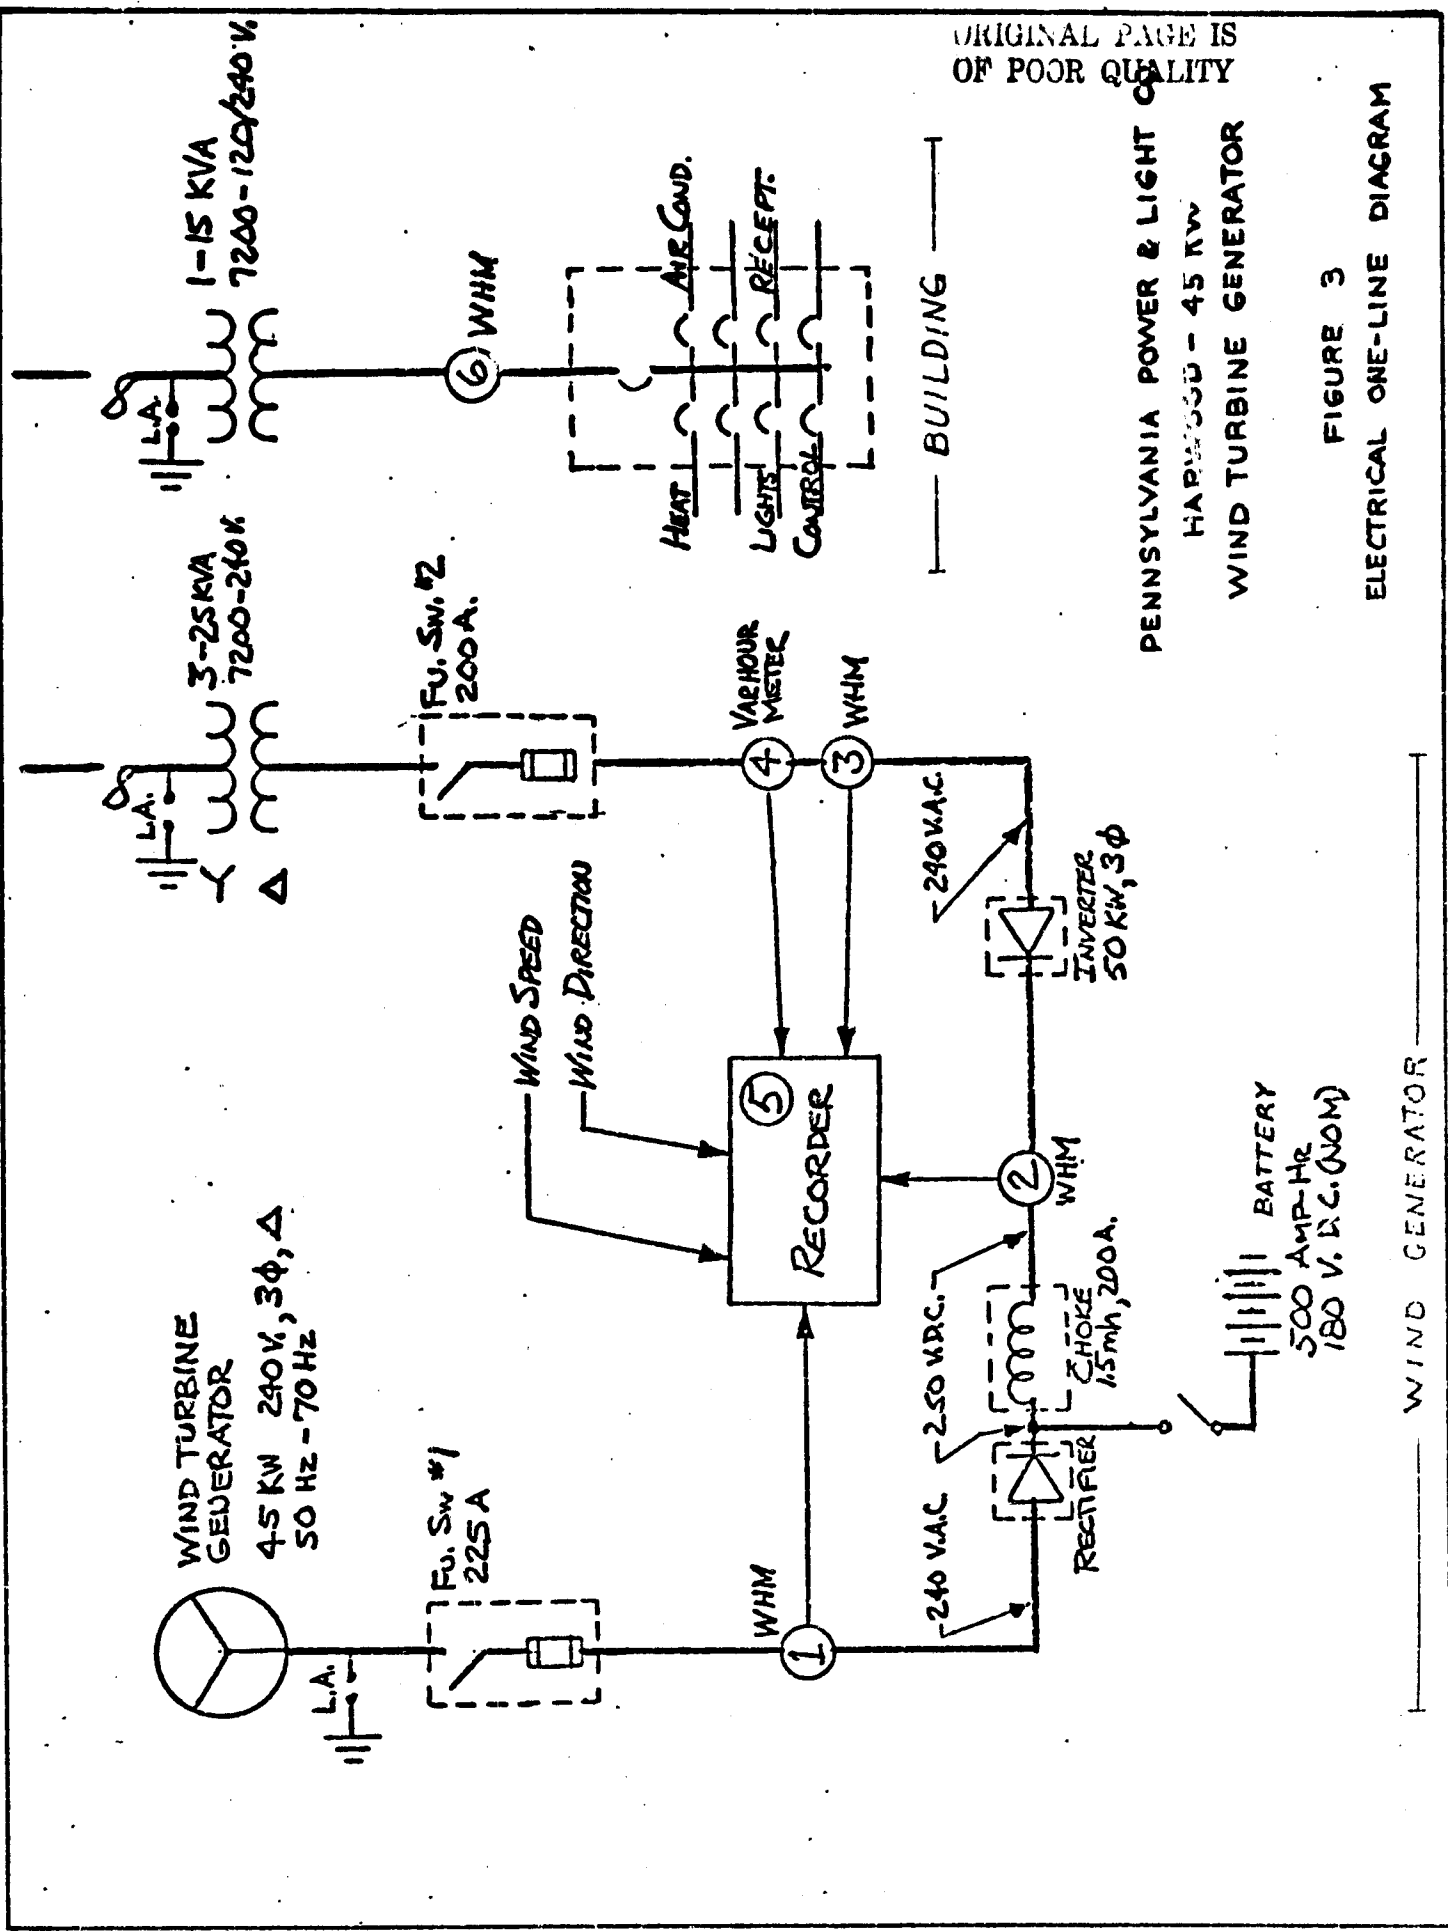 ORIGINAL PAGE IS
OF POOR QUALITY
WIND TURBINE
GENERATOR
45 KW 240V., 3ϕ, Δ
50 HZ - 70 HZ
L.A.
FU. SW #1
225 A
WHM
1
240 V.A.C.
RECTIFIER
250 V.D.C.
CHOKE
1.5mh, 200A.
BATTERY
500 AMP-HR
180 V. D.C. (NOM)
2
WHM
WIND SPEED
WIND DIRECTION
5
RECORDER
INVERTER
50 KW, 3ϕ
240 V.A.C.
3
WHM
4
VARHOUR
METER
FU. SW. #2
200 A.
3-25 KVA
7200-240V.
L.A.
Y
Δ
WIND GENERATOR
1-15 KVA
7200-120/240 V.
L.A.
6
WHM
HEAT
AIR COND.
LIGHTS
RECEPT.
CONTROL
BUILDING
PENNSYLVANIA POWER & LIGHT
HARWOOD - 45 KW
WIND TURBINE GENERATOR
FIGURE 3
ELECTRICAL ONE-LINE DIAGRAM